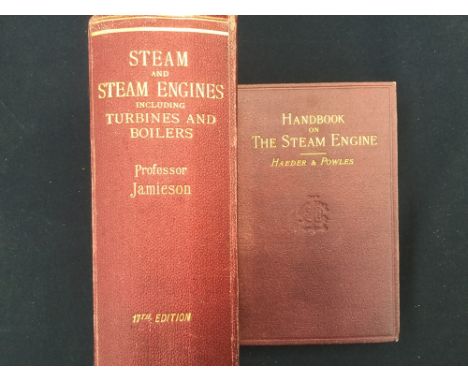 STEAM
AND
STEAM ENGINES
INCLUDING
TURBINES AND
BOILERS
Professor
Jamieson
17TH EDITION
HANDBOOK
ON
THE STEAM ENGINE
HAEDER & POWLES